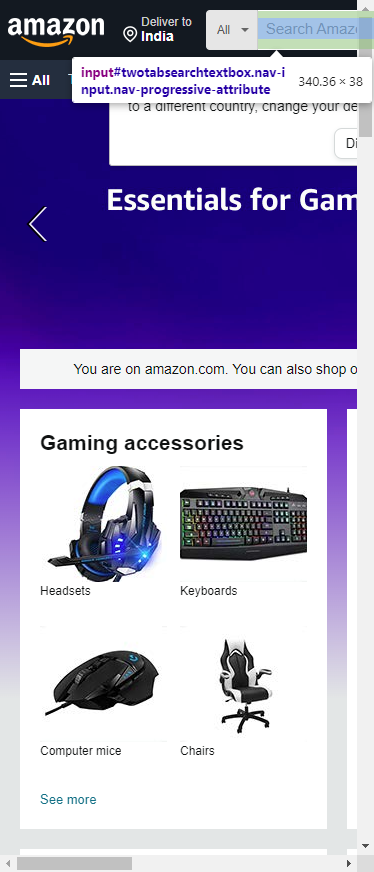 amazon
Deliver to
India
All
Search Amaz
All
input#twotabsearchtextbox.nav-i
nput.nav-progressive-attribute
340.36 × 38
to a different country, change your de
Di
Essentials for Gam
You are on amazon.com. You can also shop o
Gaming accessories
Headsets
Keyboards
Computer mice
Chairs
See more